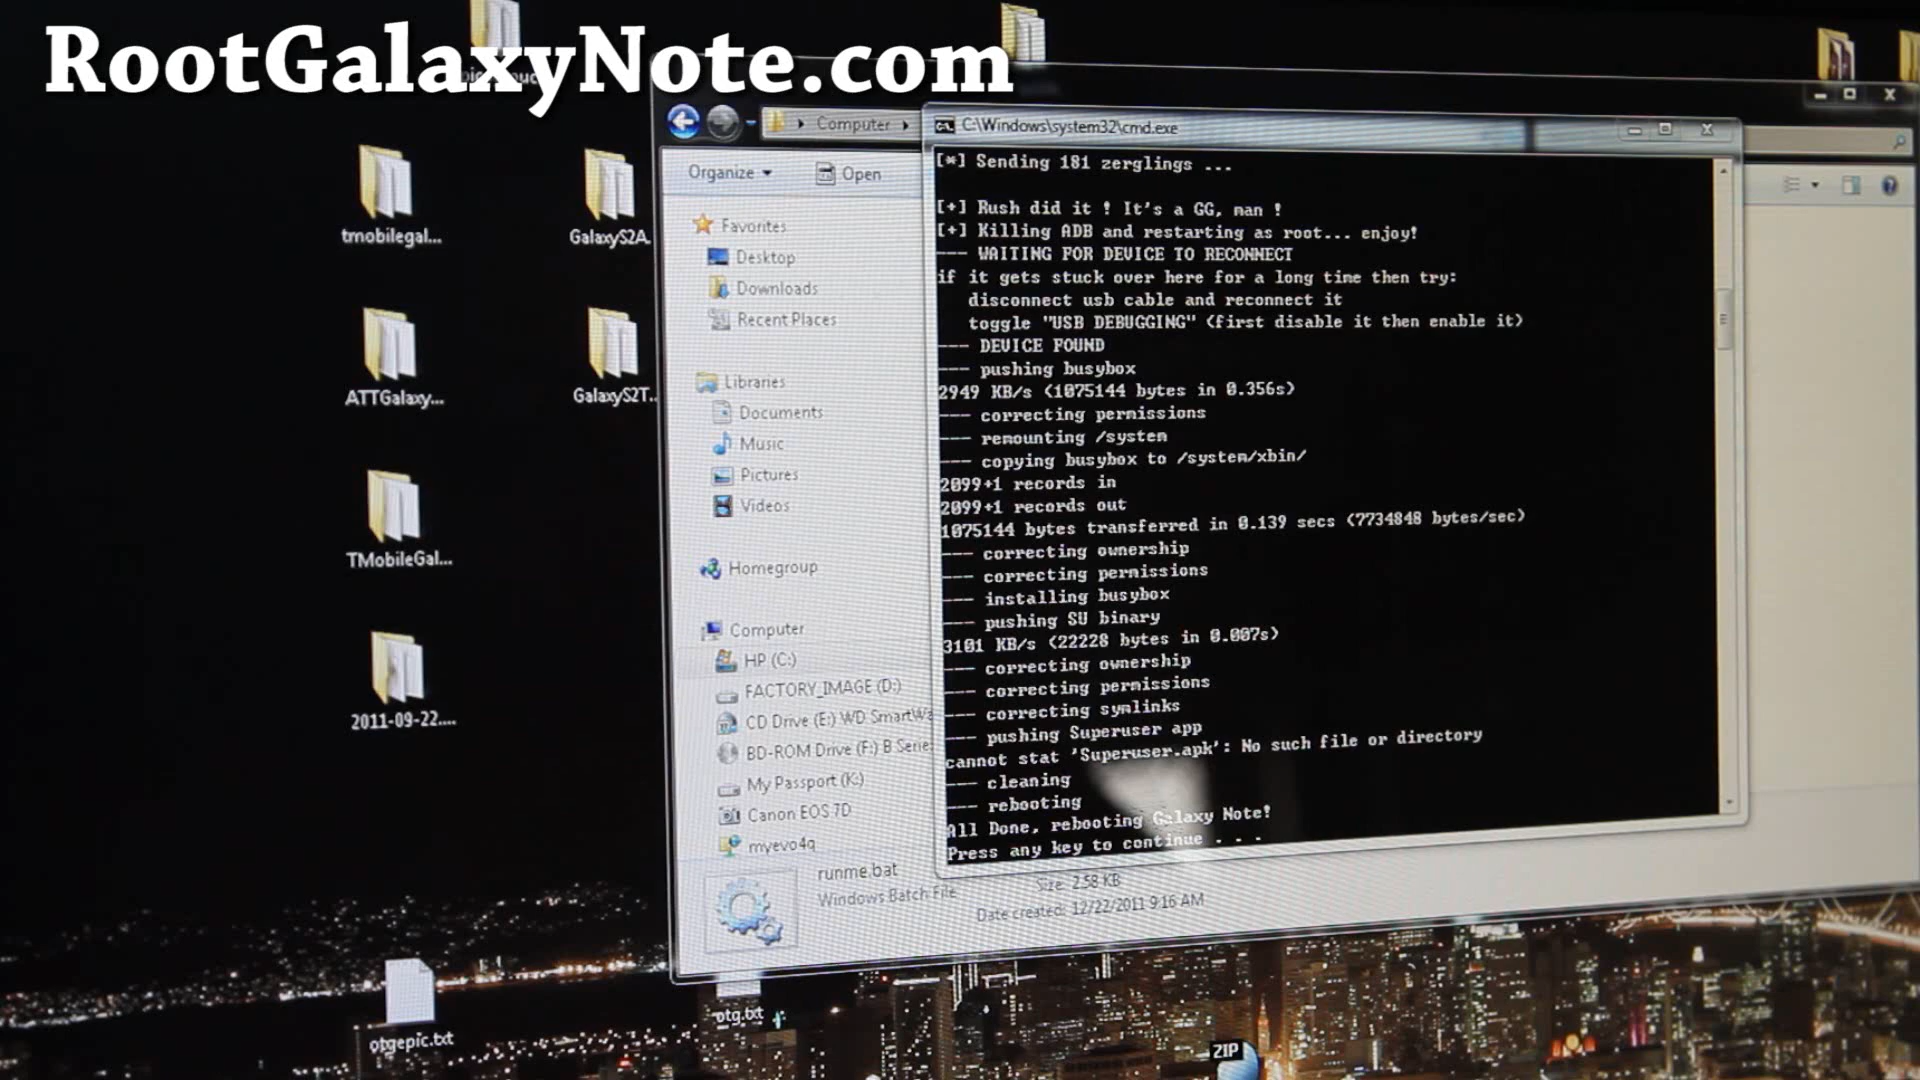 RootGalaxyNote.com
tmobilegal...
GalaxyS2A
ATTGalaxy...
GalaxyS2T...
TMobileGal...
2011-09-22....
otgepic.txt
otg.txt
ZIP
Computer
Organize
Open
Favorites
Desktop
Downloads
Recent Places
Libraries
Documents
Music
Pictures
Videos
Homegroup
Computer
HP (C:)
FACTORY_IMAGE (D:)
CD Drive (E:) WD SmartWa
BD-ROM Drive (F:) B Serie
My Passport (K:)
Canon EOS 7D
myevo4g
runme.bat
Windows Batch File
Size: 2.58 KB
Date created: 12/22/2011 9:16 AM
C:\Windows\system32\cmd.exe
[*] Sending 181 zerglings ...
[+] Rush did it ! It's a GG, man !
[+] Killing ADB and restarting as root... enjoy!
--- WAITING FOR DEVICE TO RECONNECT
if it gets stuck over here for a long time then try:
disconnect usb cable and reconnect it
toggle "USB DEBUGGING" (first disable it then enable it)
--- DEVICE FOUND
--- pushing busybox
2949 KB/s (1075144 bytes in 0.356s)
--- correcting permissions
--- remounting /system
--- copying busybox to /system/xbin/
2099+1 records in
2099+1 records out
1075144 bytes transferred in 0.139 secs (7734848 bytes/sec)
--- correcting ownership
--- correcting permissions
--- installing busybox
--- pushing SU binary
3101 KB/s (22228 bytes in 0.007s)
--- correcting ownership
--- correcting permissions
--- correcting symlinks
--- pushing Superuser app
cannot stat 'Superuser.apk': No such file or directory
--- cleaning
--- rebooting
All Done, rebooting Galaxy Note!
Press any key to continue . . .